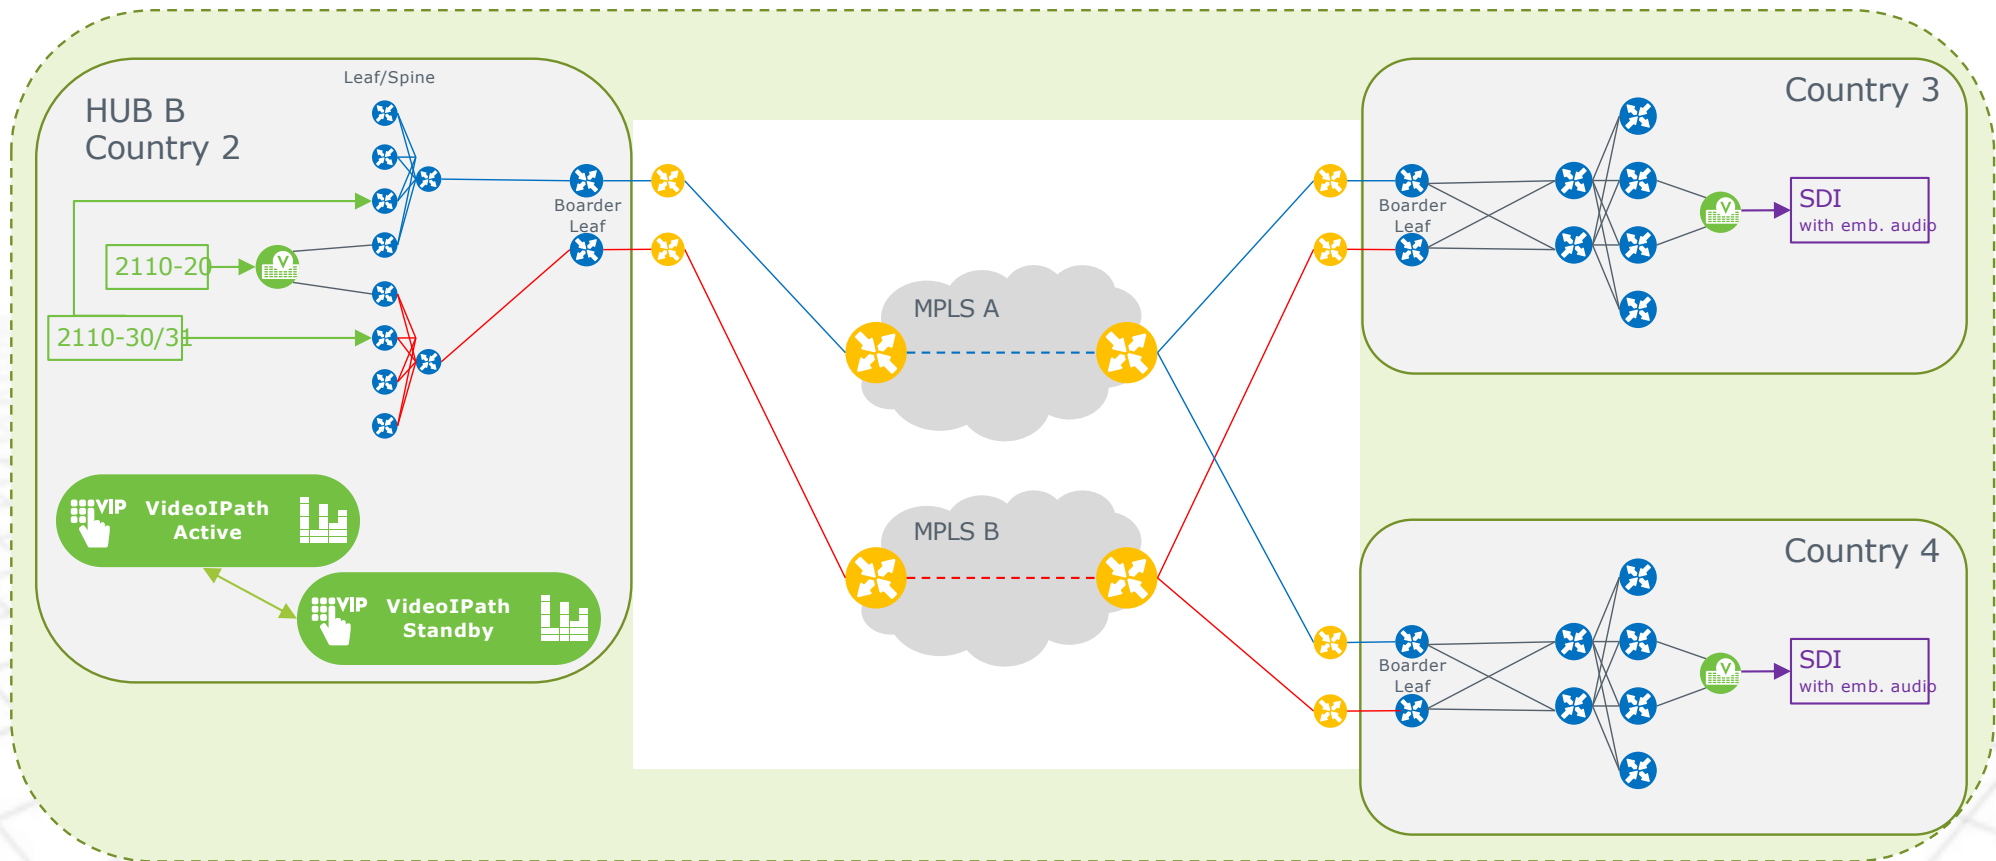 Leaf/Spine
HUB B
Country 2
Boarder
Leaf
2110-20
2110-30/31
VIP
VideoIPath
Active
VIP
VideoIPath
Standby
MPLS A
MPLS B
Country 3
Boarder
Leaf
V
SDI
with emb. audio
Country 4
Boarder
Leaf
V
SDI
with emb. audio
V